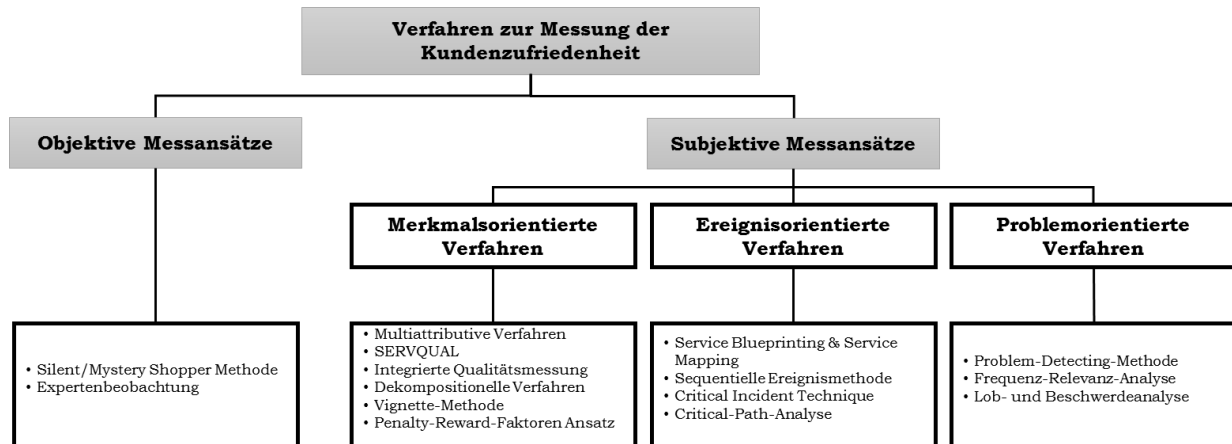 Verfahren zur Messung der
Kundenzufriedenheit
Objektive Messansätze
Subjektive Messansätze
Merkmalsorientierte
Verfahren
Ereignisorientierte
Verfahren
Problemorientierte
Verfahren
• Silent/Mystery Shopper Methode
• Expertenbeobachtung
• Multiattributive Verfahren
• SERVQUAL
• Integrierte Qualitätsmessung
• Dekompositionelle Verfahren
• Vignette-Methode
• Penalty-Reward-Faktoren Ansatz
• Service Blueprinting & Service
Mapping
• Sequentielle Ereignismethode
• Critical Incident Technique
• Critical-Path-Analyse
• Problem-Detecting-Methode
• Frequenz-Relevanz-Analyse
• Lob- und Beschwerdeanalyse